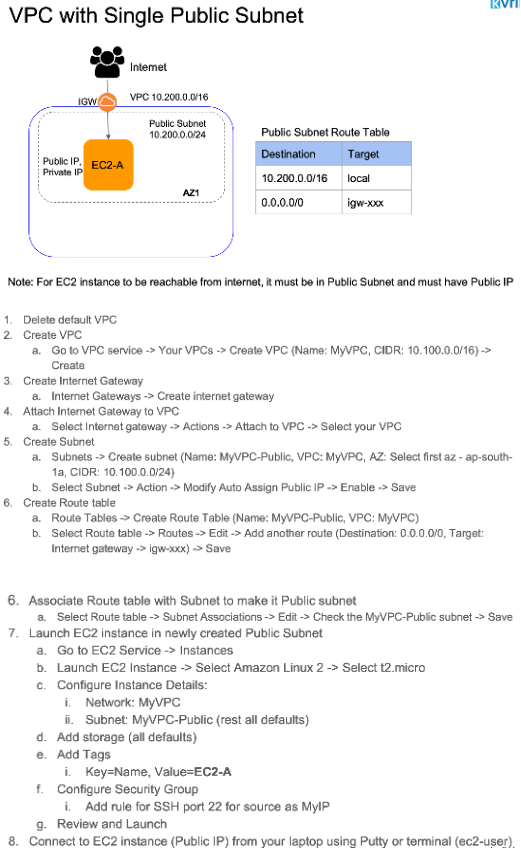 VPC with Single Public Subnet
Internet
IGW
VPC 10.200.0.0/16
Public Subnet
10.200.0.0/24
Public IP,
Private IP
EC2-A
AZ1
Public Subnet Route Table
Destination Target
10.200.0.0/16 local
0.0.0.0/0 igw-xxx
Note: For EC2 instance to be reachable from internet, it must be in Public Subnet and must have Public IP
1. Delete default VPC
2. Create VPC
a. Go to VPC service -> Your VPCs -> Create VPC (Name: MyVPC, CIDR: 10.100.0.0/16) ->
Create
3. Create Internet Gateway
a. Internet Gateways -> Create internet gateway
4. Attach Internet Gateway to VPC
a. Select Internet gateway -> Actions -> Attach to VPC -> Select your VPC
5. Create Subnet
a. Subnets -> Create subnet (Name: MyVPC-Public, VPC: MyVPC, AZ: Select first az - ap-south-
1a, CIDR: 10.100.0.0/24)
b. Select Subnet -> Action -> Modify Auto Assign Public IP -> Enable -> Save
6. Create Route table
a. Route Tables -> Create Route Table (Name: MyVPC-Public, VPC: MyVPC)
b. Select Route table -> Routes -> Edit -> Add another route (Destination: 0.0.0.0/0, Target:
Internet gateway -> igw-xxx) -> Save
6. Associate Route table with Subnet to make it Public subnet
a. Select Route table -> Subnet Associations -> Edit -> Check the MyVPC-Public subnet -> Save
7. Launch EC2 instance in newly created Public Subnet
a. Go to EC2 Service -> Instances
b. Launch EC2 Instance -> Select Amazon Linux 2 -> Select t2.micro
c. Configure Instance Details:
i. Network: MyVPC
ii. Subnet: MyVPC-Public (rest all defaults)
d. Add storage (all defaults)
e. Add Tags
i. Key=Name, Value=EC2-A
f. Configure Security Group
i. Add rule for SSH port 22 for source as MyIP
g. Review and Launch
8. Connect to EC2 instance (Public IP) from your laptop using Putty or terminal (ec2-user)